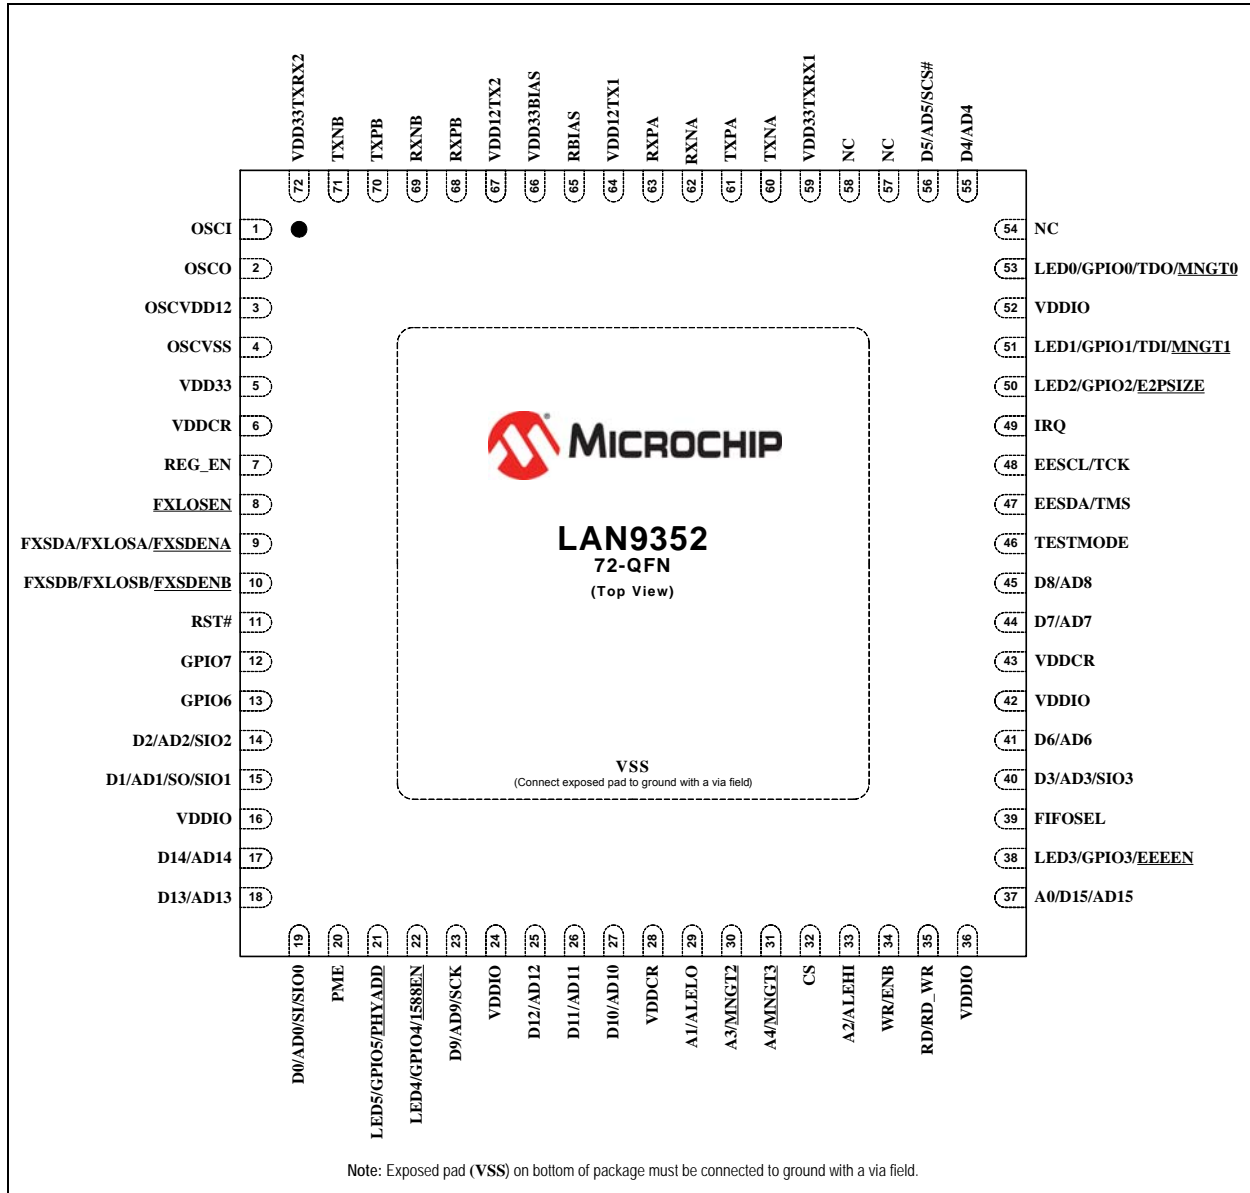 VDD33TXRX2
TXNB
TXPB
RXNB
RXPB
VDD12TX2
VDD33BIAS
RBIAS
VDD12TX1
RXPA
RXNA
TXPA
TXNA
VDD33TXRX1
NC
NC
D5/AD5/SCS#
D4/AD4
72
71
70
69
68
67
66
65
64
63
62
61
60
59
58
57
56
55
OSCI 1
OSCO 2
OSCVDD12 3
OSCVSS 4
VDD33 5
VDDCR 6
REG_EN 7
FXLOSEN 8
FXSDA/FXLOSA/FXSDENA 9
FXSDB/FXLOSB/FXSDENB 10
RST# 11
GPIO7 12
GPIO6 13
D2/AD2/SIO2 14
D1/AD1/SO/SIO1 15
VDDIO 16
D14/AD14 17
D13/AD13 18
MICROCHIP
LAN9352
72-QFN
(Top View)
VSS
(Connect exposed pad to ground with a via field)
54 NC
53 LED0/GPIO0/TDO/MNGT0
52 VDDIO
51 LED1/GPIO1/TDI/MNGT1
50 LED2/GPIO2/E2PSIZE
49 IRQ
48 EESCL/TCK
47 EESDA/TMS
46 TESTMODE
45 D8/AD8
44 D7/AD7
43 VDDCR
42 VDDIO
41 D6/AD6
40 D3/AD3/SIO3
39 FIFOSEL
38 LED3/GPIO3/EEEEN
37 A0/D15/AD15
19
20
21
22
23
24
25
26
27
28
29
30
31
32
33
34
35
36
D0/AD0/SI/SIO0
PME
LED5/GPIO5/PHYADD
LED4/GPIO4/1588EN
D9/AD9/SCK
VDDIO
D12/AD12
D11/AD11
D10/AD10
VDDCR
A1/ALELO
A3/MNGT2
A4/MNGT3
CS
A2/ALEHI
WR/ENB
RD/RD_WR
VDDIO
Note: Exposed pad (VSS) on bottom of package must be connected to ground with a via field.